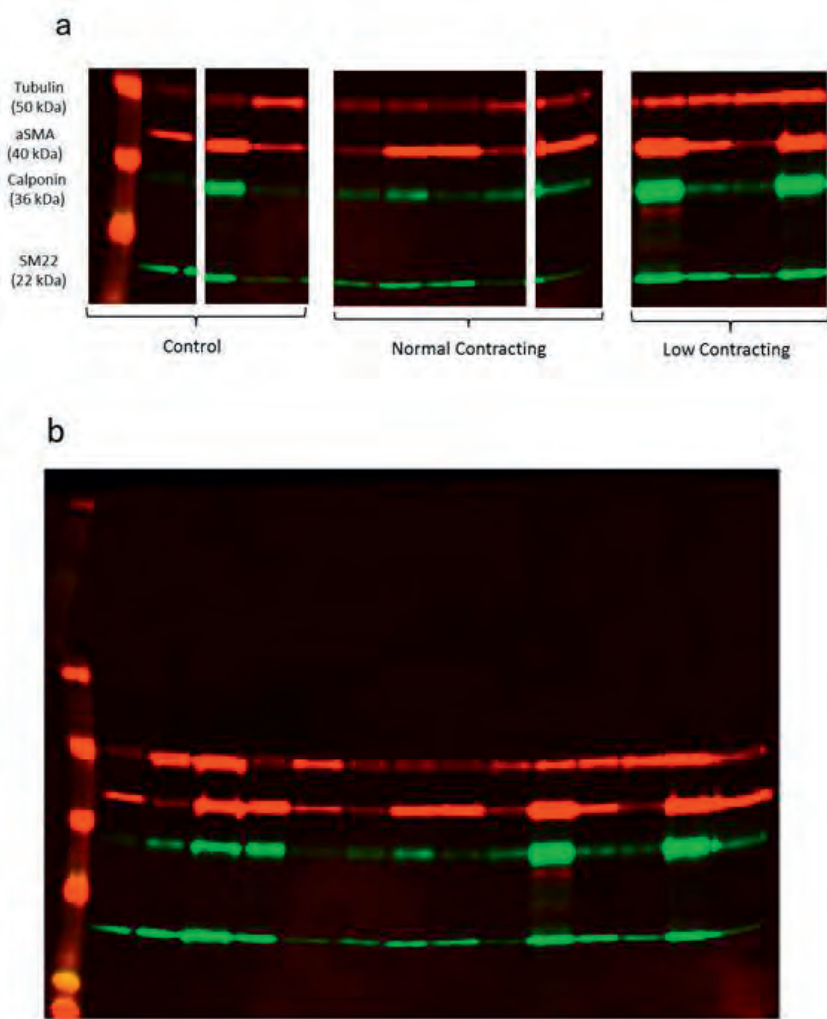 a
Tubulin
(50 kDa)
aSMA
(40 kDa)
Calponin
(36 kDa)
SM22
(22 kDa)
Control
Normal Contracting
Low Contracting
b